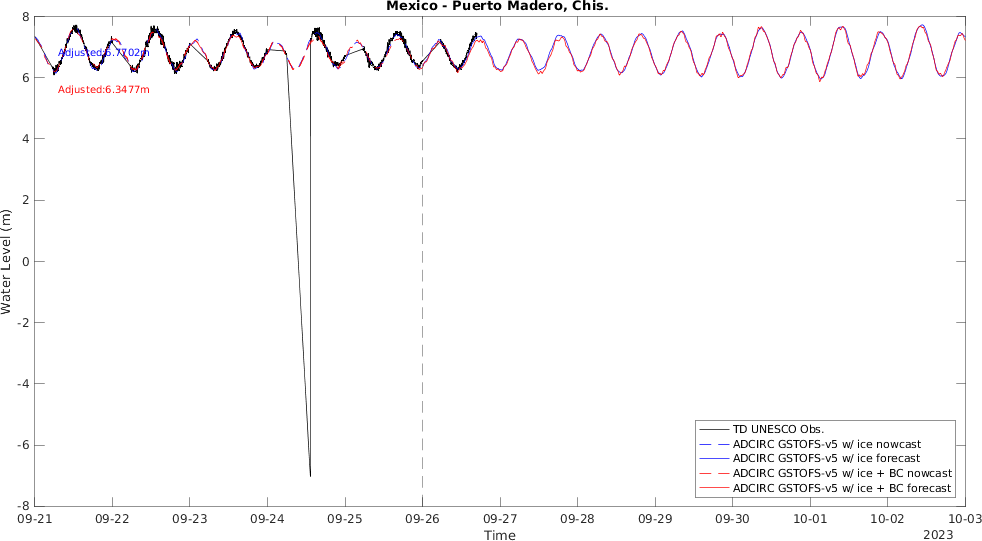 Mexico - Puerto Madero, Chis.
8
6
4
2
0
-2
-4
-6
-8
Water Level (m)
Adjusted:6.7702m
Adjusted:6.3477m
TD UNESCO Obs.
ADCIRC GSTOFS-v5 w/ ice nowcast
ADCIRC GSTOFS-v5 w/ ice forecast
ADCIRC GSTOFS-v5 w/ ice + BC nowcast
ADCIRC GSTOFS-v5 w/ ice + BC forecast
09-21 09-22 09-23 09-24 09-25 09-26 09-27 09-28 09-29 09-30 10-01 10-02 10-03
Time
2023